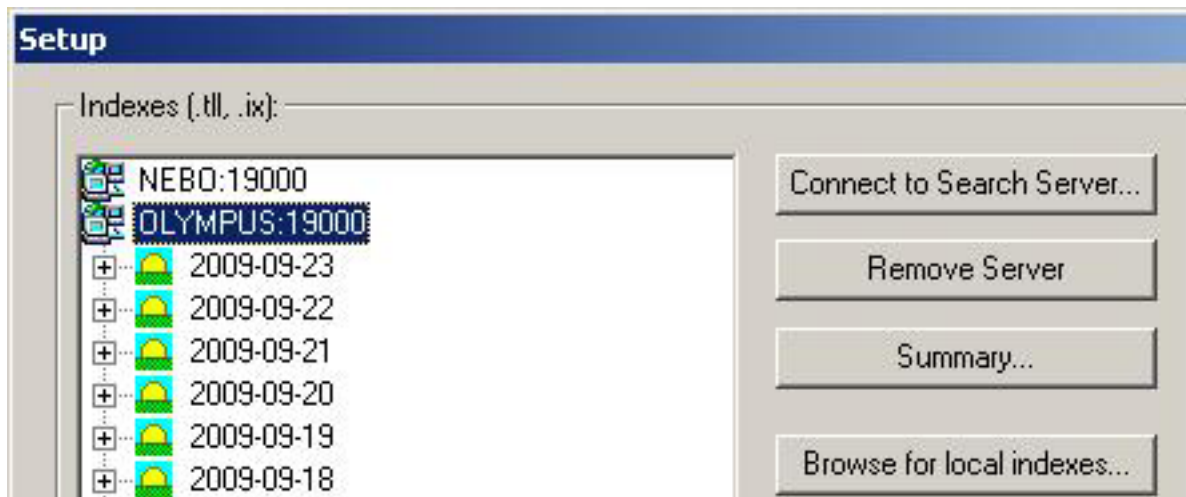 Setup
Indexes (.tll, .ix):
NEBO:19000
OLYMPUS:19000
2009-09-23
2009-09-22
2009-09-21
2009-09-20
2009-09-19
2009-09-18
Connect to Search Server...
Remove Server
Summary...
Browse for local indexes...